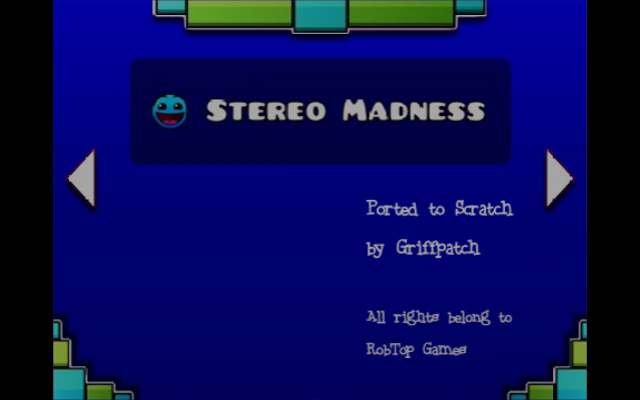 Stereo Madness
Ported to Scratch
by Griffpatch
All rights belong to
RobTop Games